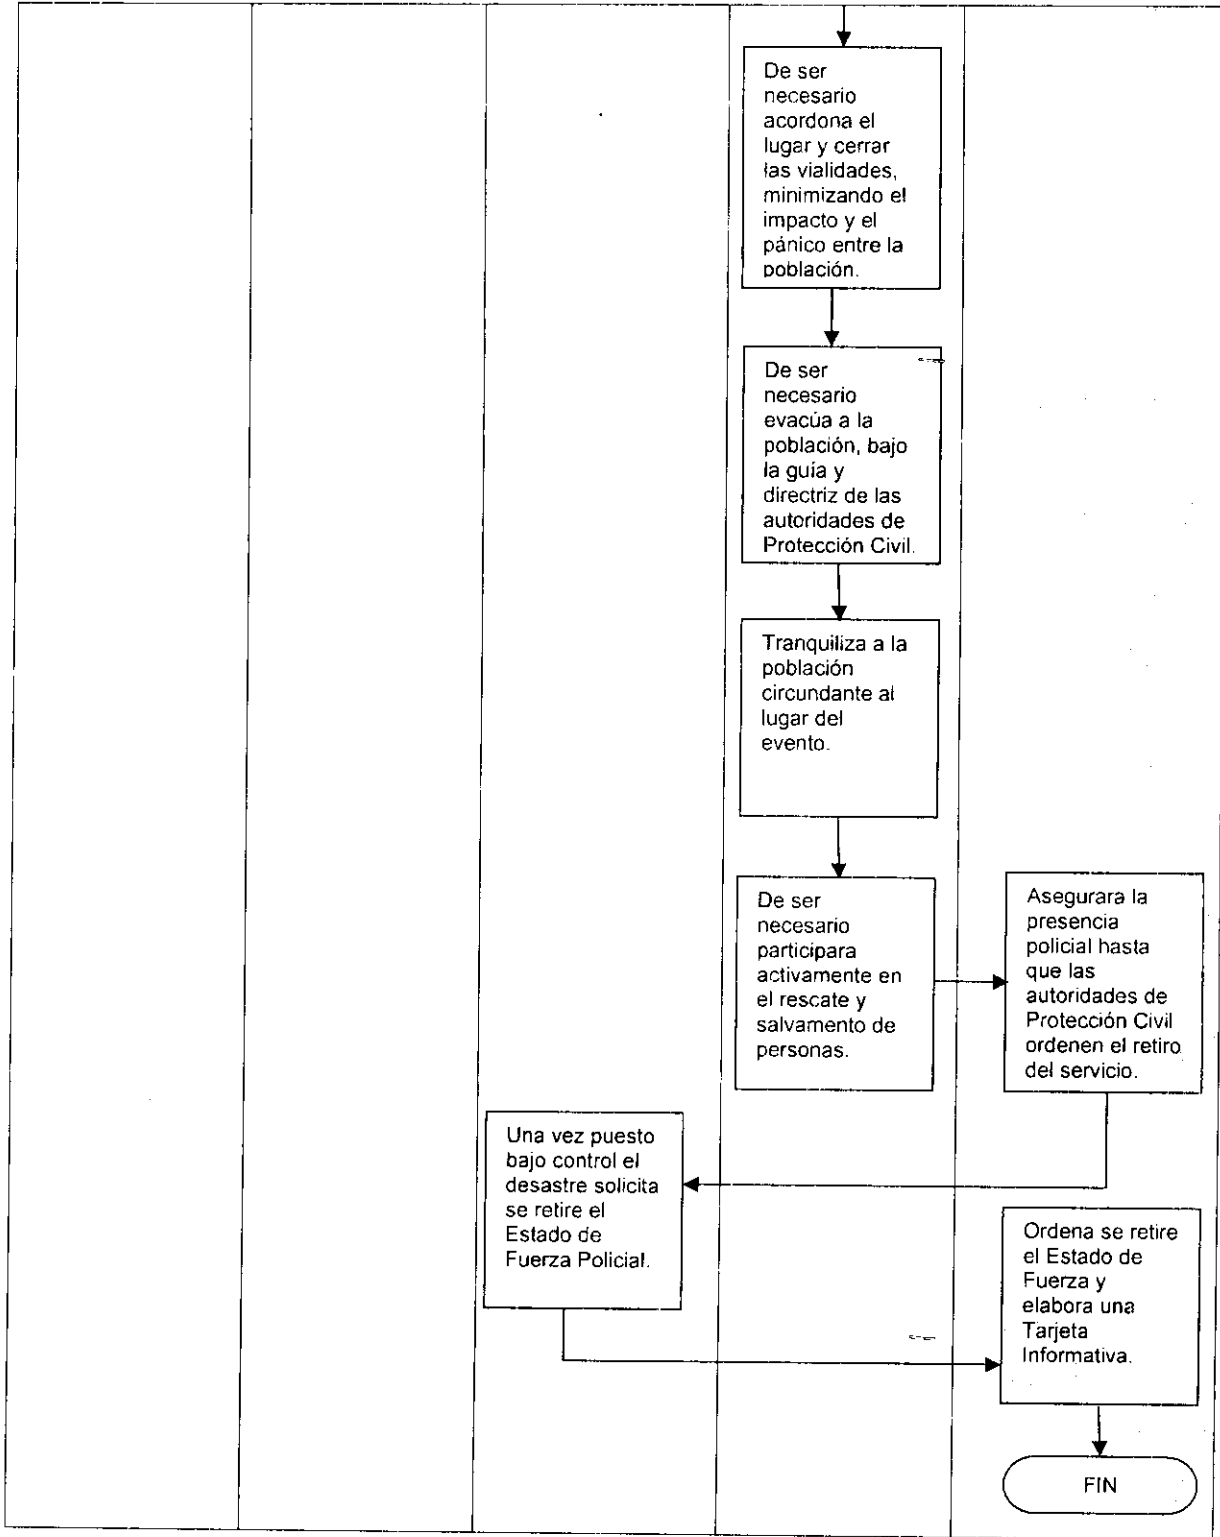 De ser
necesario
acordona el
lugar y cerrar
las vialidades,
minimizando el
impacto y el
pánico entre la
población.
De ser
necesario
evacúa a la
población, bajo
la guía y
directriz de las
autoridades de
Protección Civil.
Tranquiliza a la
población
circundante al
lugar del
evento.
De ser
necesario
participara
activamente en
el rescate y
salvamento de
personas.
Asegurara la
presencia
policial hasta
que las
autoridades de
Protección Civil
ordenen el retiro
del servicio.
Una vez puesto
bajo control el
desastre solicita
se retire el
Estado de
Fuerza Policial.
Ordena se retire
el Estado de
Fuerza y
elabora una
Tarjeta
Informativa.
FIN